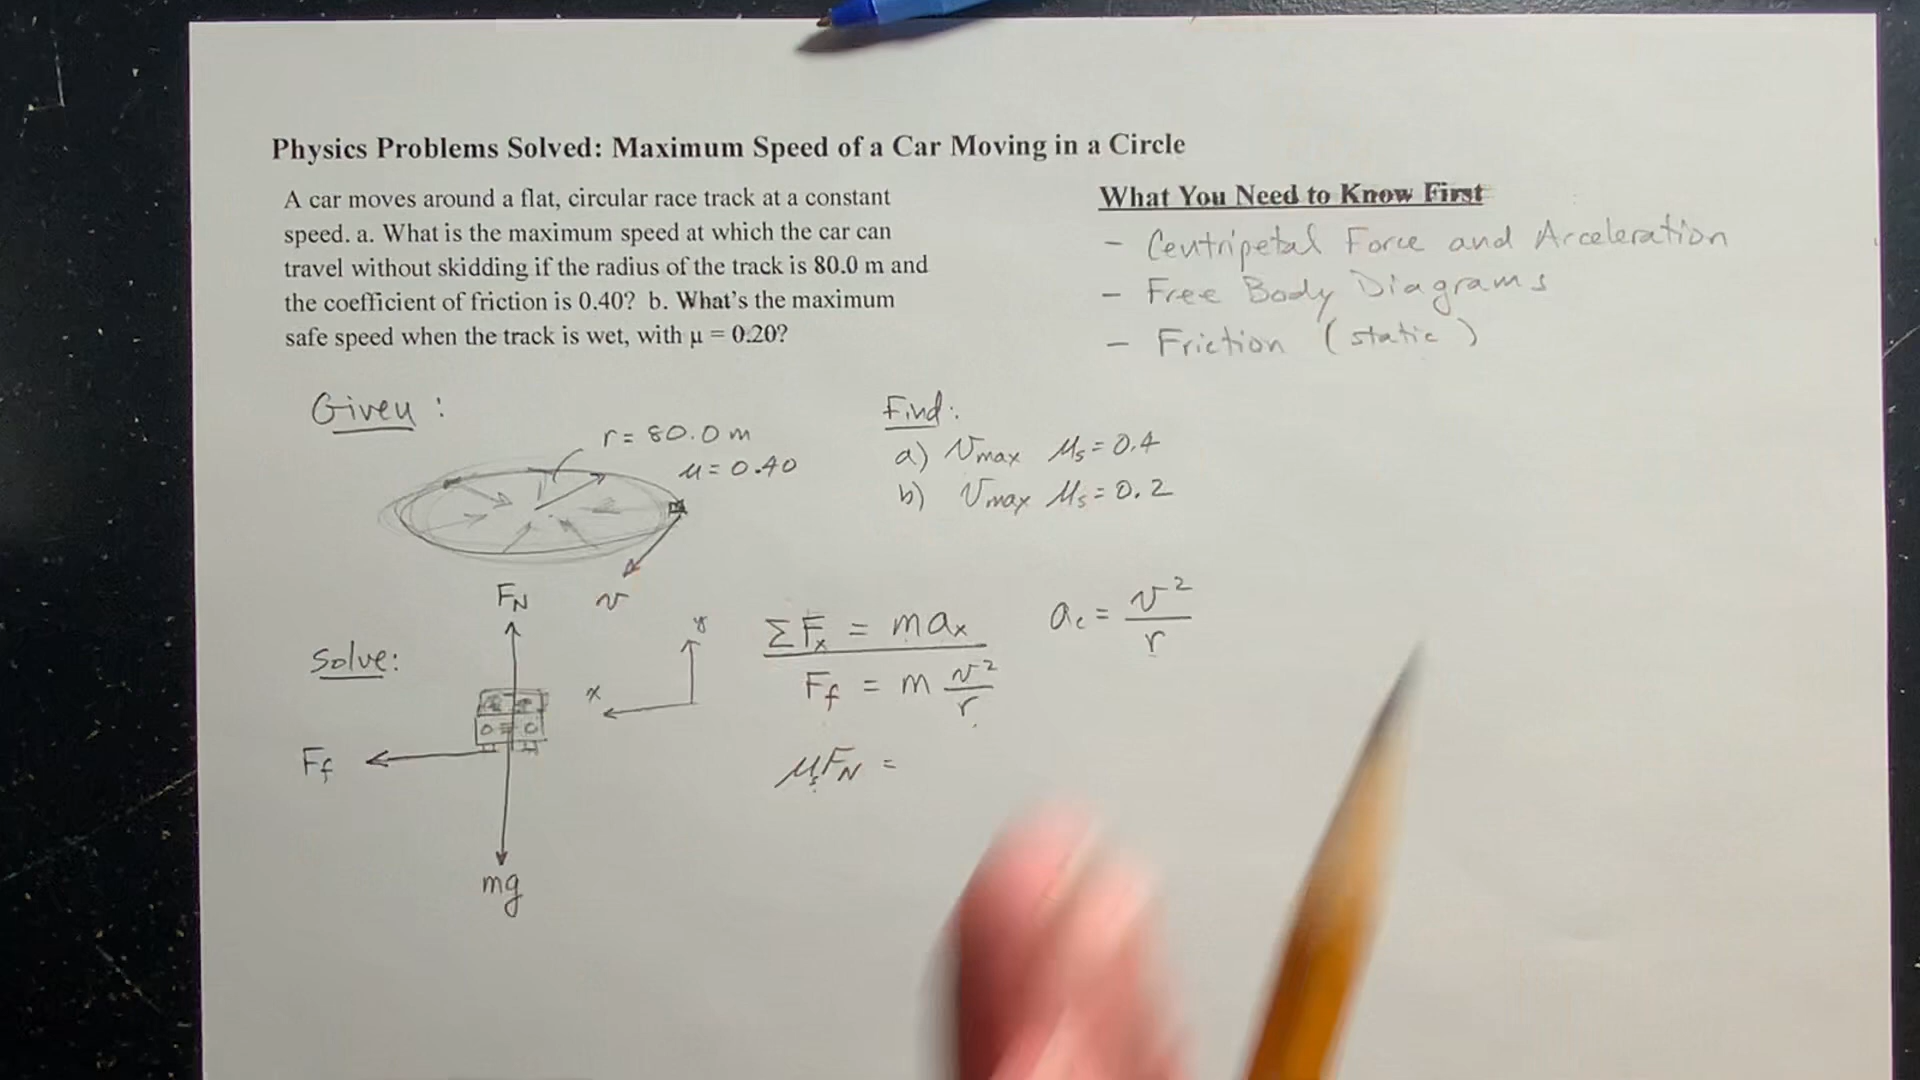 Physics Problems Solved: Maximum Speed of a Car Moving in a Circle
A car moves around a flat, circular race track at a constant
speed. a. What is the maximum speed at which the car can
travel without skidding if the radius of the track is 80.0 m and
the coefficient of friction is 0.40? b. What's the maximum
safe speed when the track is wet, with μ = 0.20?
What You Need to Know First
- Centripetal Force and Acceleration
- Free Body Diagrams
- Friction (static)
Given:
r = 80.0 m
μ = 0.40
v
Find:
a) vmax μs = 0.4
b) vmax μs = 0.2
Solve:
FN
Ff
mg
y
x
ΣFx = max
Ff = m v²/r
μsFN =
ac = v²/r